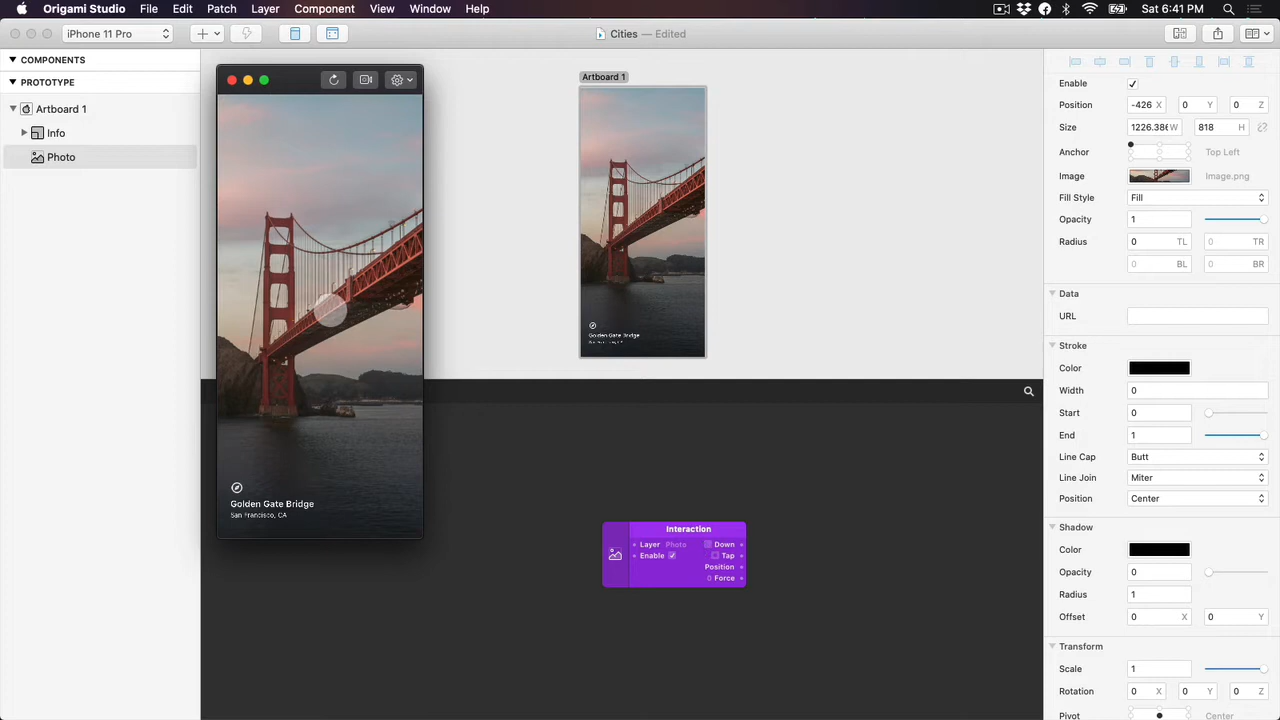 Origami Studio File Edit Patch Layer Component View Window Help Sat 6:41 PM
iPhone 11 Pro Cities — Edited
COMPONENTS
PROTOTYPE
Artboard 1
Info
Photo
Golden Gate Bridge
San Francisco, CA
Artboard 1
Golden Gate Bridge
Interaction
Layer Photo Down
Enable Tap
Position
0 Force
Enable
Position -426 X 0 Y 0 Z
Size 1226.386 W 818 H
Anchor Top Left
Image Image.png
Fill Style Fill
Opacity 1
Radius 0 TL 0 TR
0 BL 0 BR
Data
URL
Stroke
Color
Width 0
Start 0
End 1
Line Cap Butt
Line Join Miter
Position Center
Shadow
Color
Opacity 0
Radius 1
Offset 0 X 0 Y
Transform
Scale 1
Rotation 0 X 0 Y 0 Z
Pivot Center